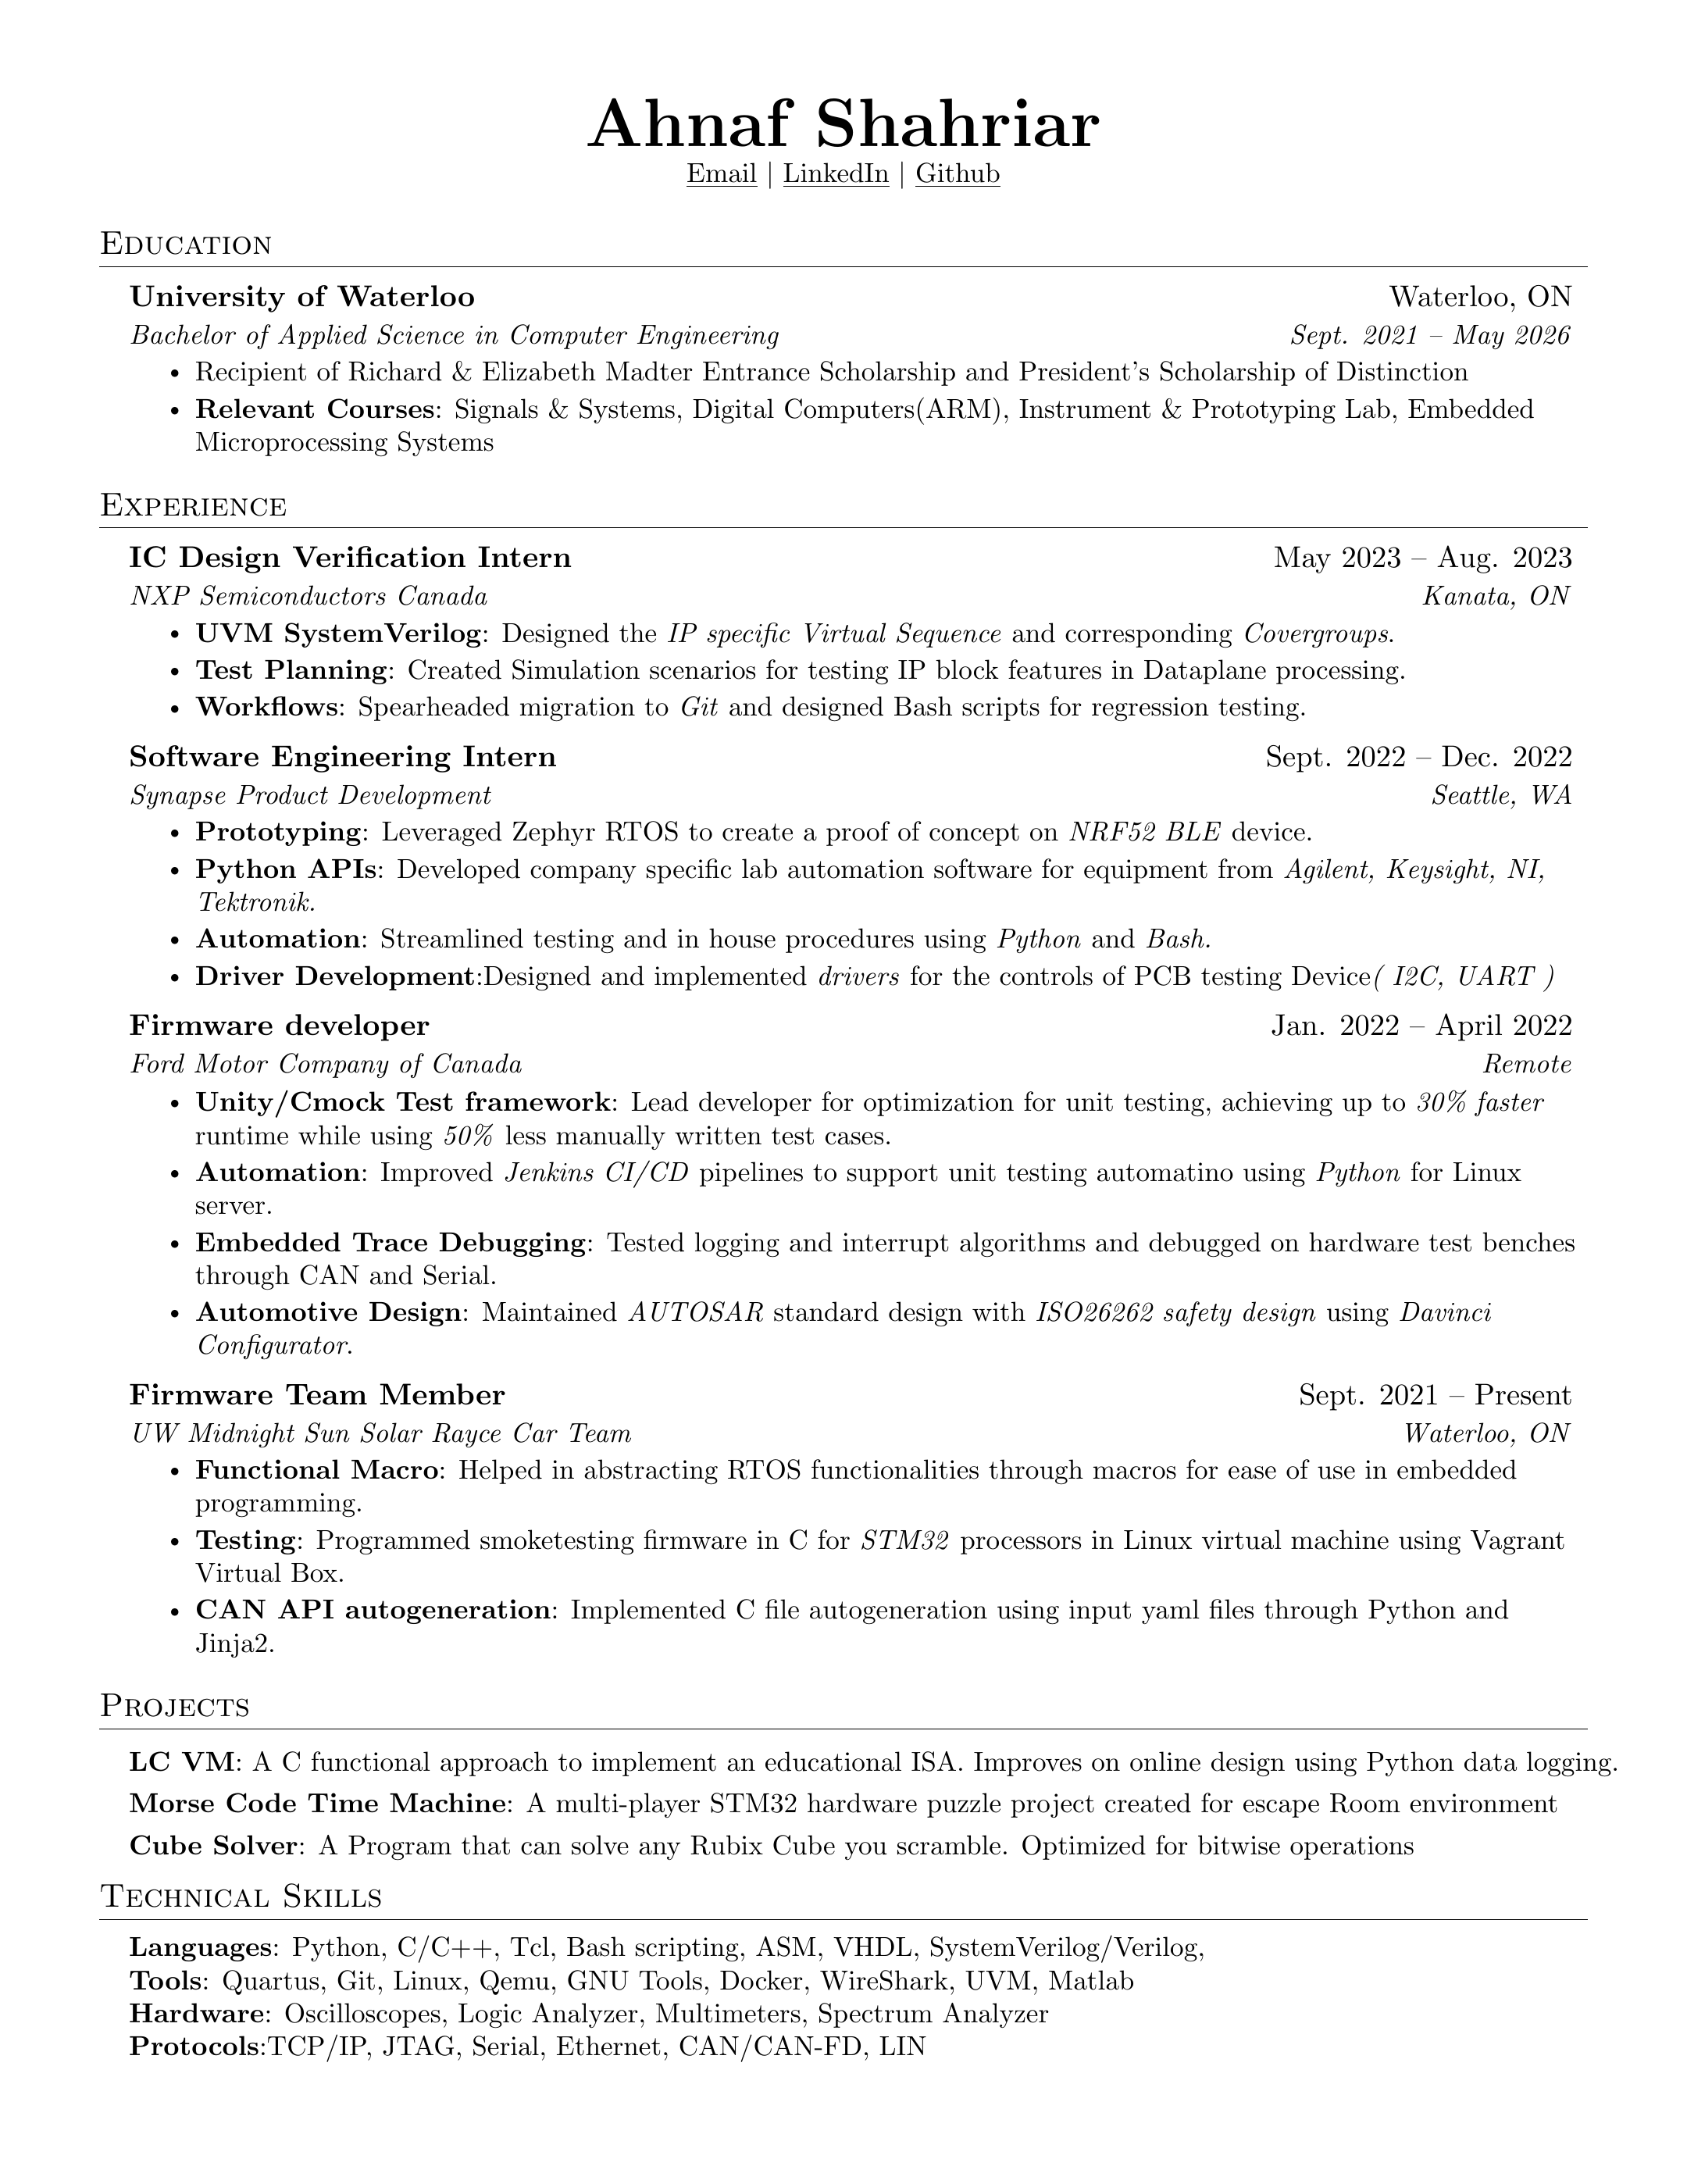 Ahnaf Shahriar
Email | LinkedIn | Github
Education
University of Waterloo Waterloo, ON
Bachelor of Applied Science in Computer Engineering Sept. 2021 – May 2026
• Recipient of Richard & Elizabeth Madter Entrance Scholarship and President's Scholarship of Distinction
• Relevant Courses: Signals & Systems, Digital Computers(ARM), Instrument & Prototyping Lab, Embedded
Microprocessing Systems
Experience
IC Design Verification Intern May 2023 – Aug. 2023
NXP Semiconductors Canada Kanata, ON
• UVM SystemVerilog: Designed the IP specific Virtual Sequence and corresponding Covergroups.
• Test Planning: Created Simulation scenarios for testing IP block features in Dataplane processing.
• Workflows: Spearheaded migration to Git and designed Bash scripts for regression testing.
Software Engineering Intern Sept. 2022 – Dec. 2022
Synapse Product Development Seattle, WA
• Prototyping: Leveraged Zephyr RTOS to create a proof of concept on NRF52 BLE device.
• Python APIs: Developed company specific lab automation software for equipment from Agilent, Keysight, NI,
Tektronik.
• Automation: Streamlined testing and in house procedures using Python and Bash.
• Driver Development:Designed and implemented drivers for the controls of PCB testing Device( I2C, UART )
Firmware developer Jan. 2022 – April 2022
Ford Motor Company of Canada Remote
• Unity/Cmock Test framework: Lead developer for optimization for unit testing, achieving up to 30% faster
runtime while using 50% less manually written test cases.
• Automation: Improved Jenkins CI/CD pipelines to support unit testing automatino using Python for Linux
server.
• Embedded Trace Debugging: Tested logging and interrupt algorithms and debugged on hardware test benches
through CAN and Serial.
• Automotive Design: Maintained AUTOSAR standard design with ISO26262 safety design using Davinci
Configurator.
Firmware Team Member Sept. 2021 – Present
UW Midnight Sun Solar Rayce Car Team Waterloo, ON
• Functional Macro: Helped in abstracting RTOS functionalities through macros for ease of use in embedded
programming.
• Testing: Programmed smoketesting firmware in C for STM32 processors in Linux virtual machine using Vagrant
Virtual Box.
• CAN API autogeneration: Implemented C file autogeneration using input yaml files through Python and
Jinja2.
Projects
LC VM: A C functional approach to implement an educational ISA. Improves on online design using Python data logging.
Morse Code Time Machine: A multi-player STM32 hardware puzzle project created for escape Room environment
Cube Solver: A Program that can solve any Rubix Cube you scramble. Optimized for bitwise operations
Technical Skills
Languages: Python, C/C++, Tcl, Bash scripting, ASM, VHDL, SystemVerilog/Verilog,
Tools: Quartus, Git, Linux, Qemu, GNU Tools, Docker, WireShark, UVM, Matlab
Hardware: Oscilloscopes, Logic Analyzer, Multimeters, Spectrum Analyzer
Protocols:TCP/IP, JTAG, Serial, Ethernet, CAN/CAN-FD, LIN